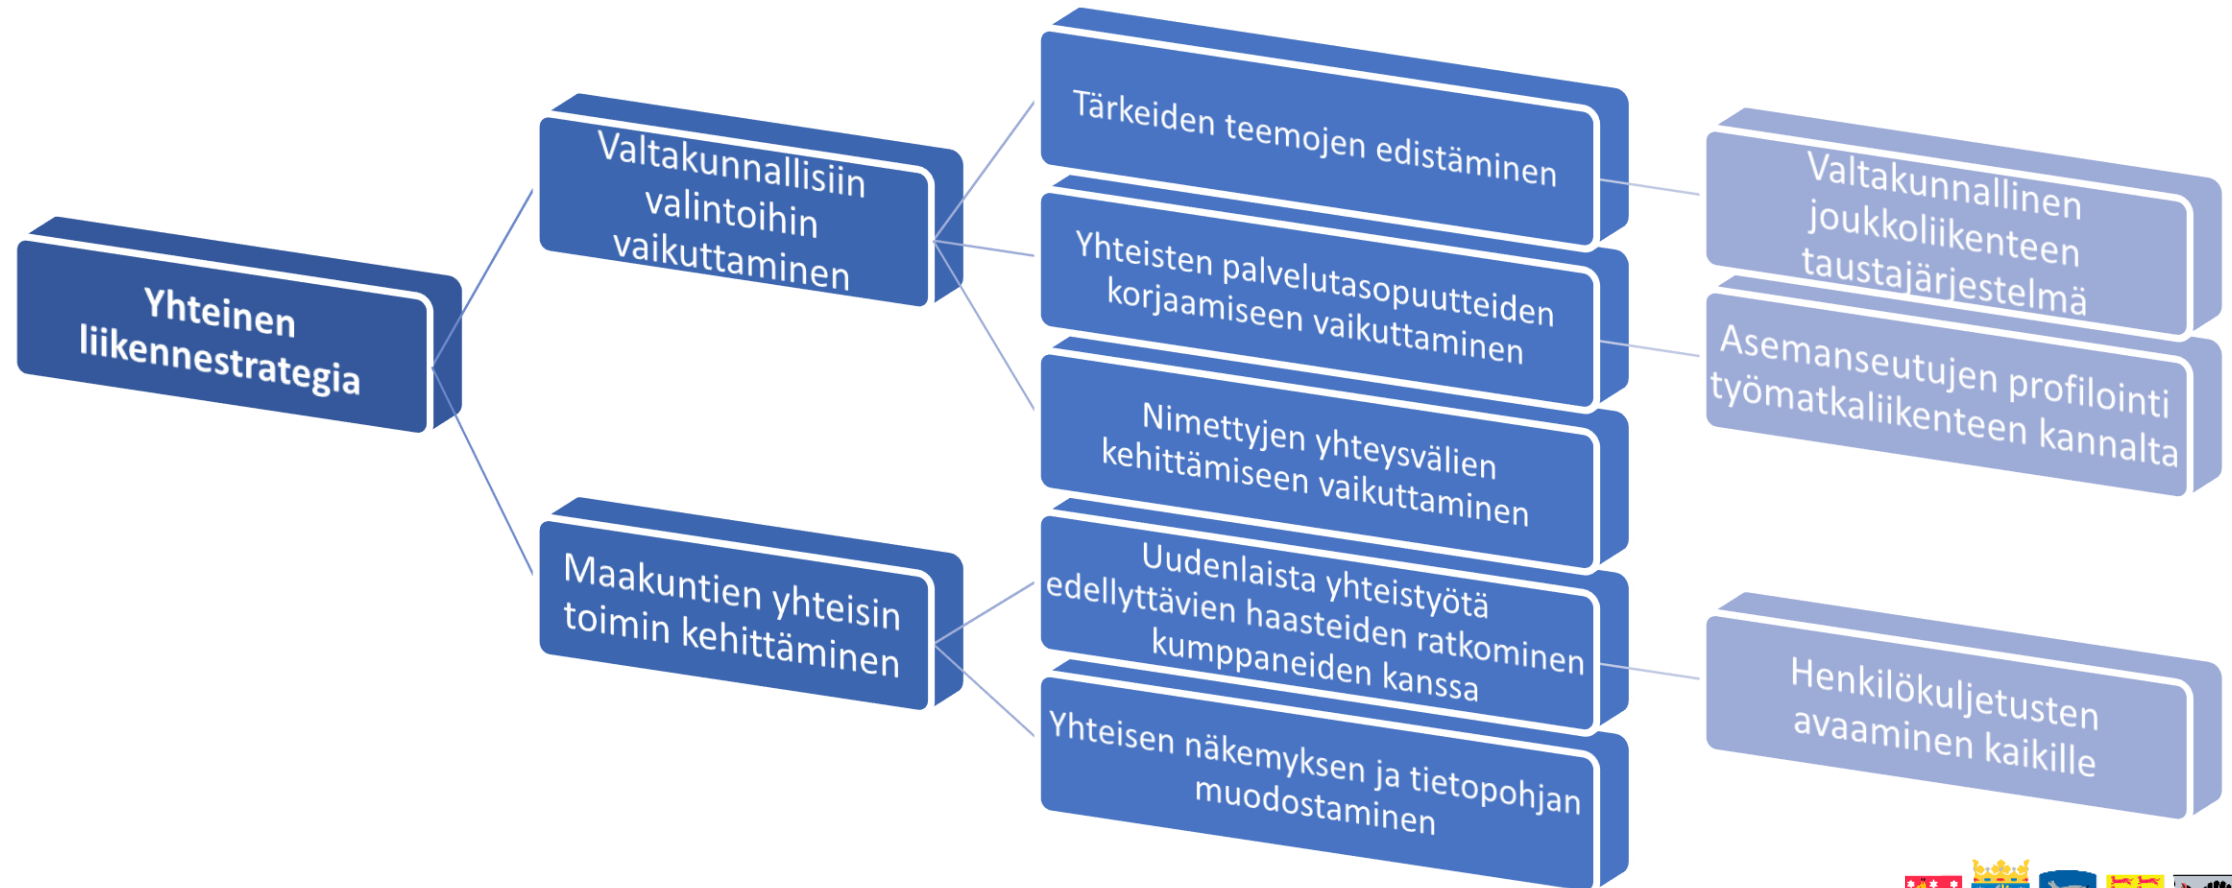 Yhteinen
liikennestrategia
Valtakunnallisiin
valintoihin
vaikuttaminen
Maakuntien yhteisin
toimin kehittäminen
Tärkeiden teemojen edistäminen
Yhteisten palvelutasopuutteiden
korjaamiseen vaikuttaminen
Nimettyjen yhteysvälien
kehittämiseen vaikuttaminen
Uudenlaista yhteistyötä
edellyttävien haasteiden ratkominen
kumppaneiden kanssa
Yhteisen näkemyksen ja tietopohjan
muodostaminen
Valtakunnallinen
joukkoliikenteen
taustajärjestelmä
Asemanseutujen profilointi
työmatkaliikenteen kannalta
Henkilökuljetusten
avaaminen kaikille